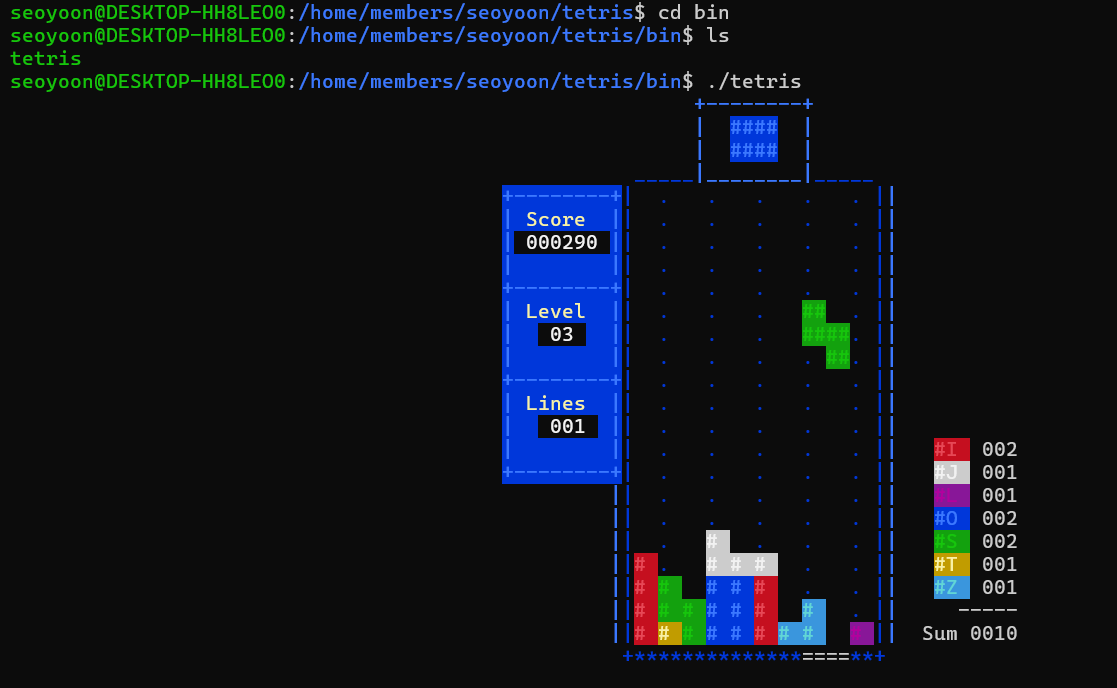 seoyoon@DESKTOP-HH8LEO0:/home/members/seoyoon/tetris$ cd bin
seoyoon@DESKTOP-HH8LEO0:/home/members/seoyoon/tetris/bin$ ls
tetris
seoyoon@DESKTOP-HH8LEO0:/home/members/seoyoon/tetris/bin$ ./tetris
Score
000290
Level
03
Lines
001
#I 002
#J 001
001
#O 002
#S 002
#T 001
#Z 001
-----
Sum 0010